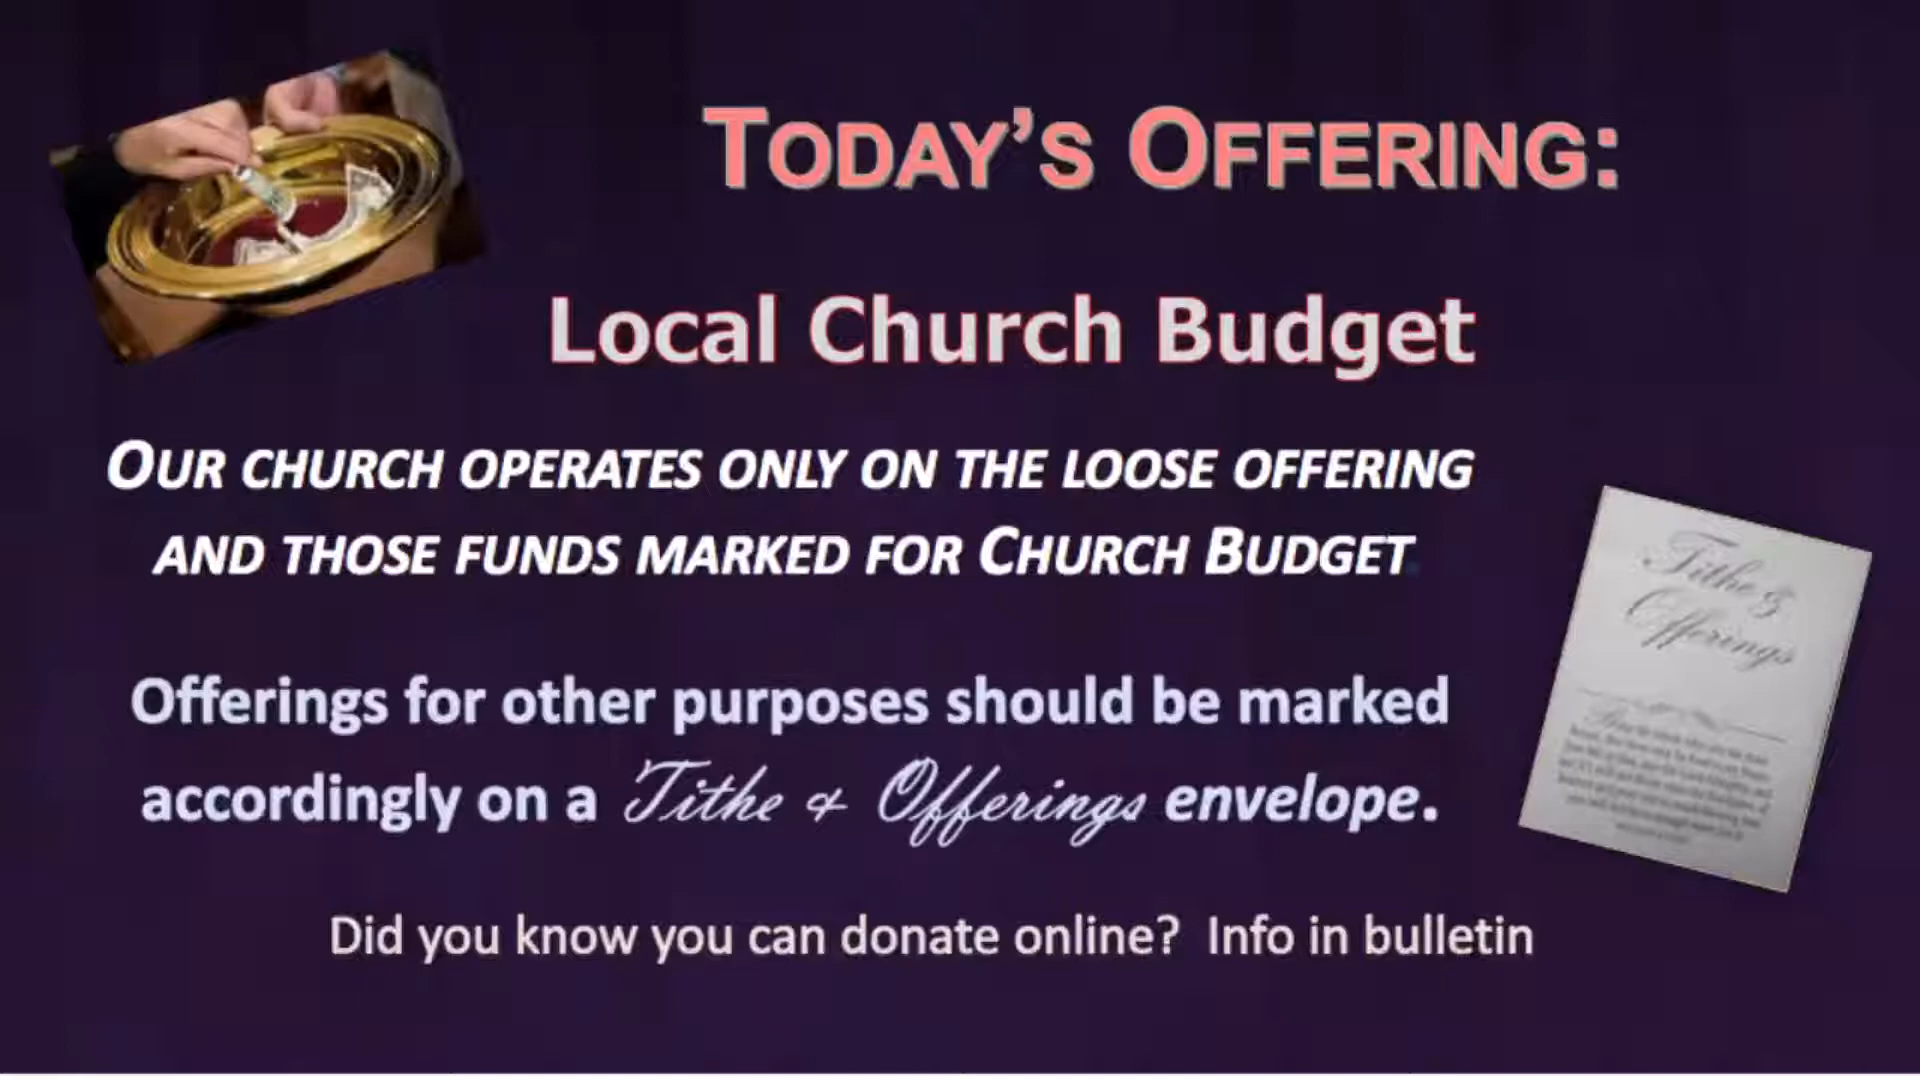 TODAY'S OFFERING:
Local Church Budget
OUR CHURCH OPERATES ONLY ON THE LOOSE OFFERING
AND THOSE FUNDS MARKED FOR CHURCH BUDGET
Offerings for other purposes should be marked
accordingly on a Tithe & Offerings envelope.
Did you know you can donate online? Info in bulletin
Tithe &
Offerings